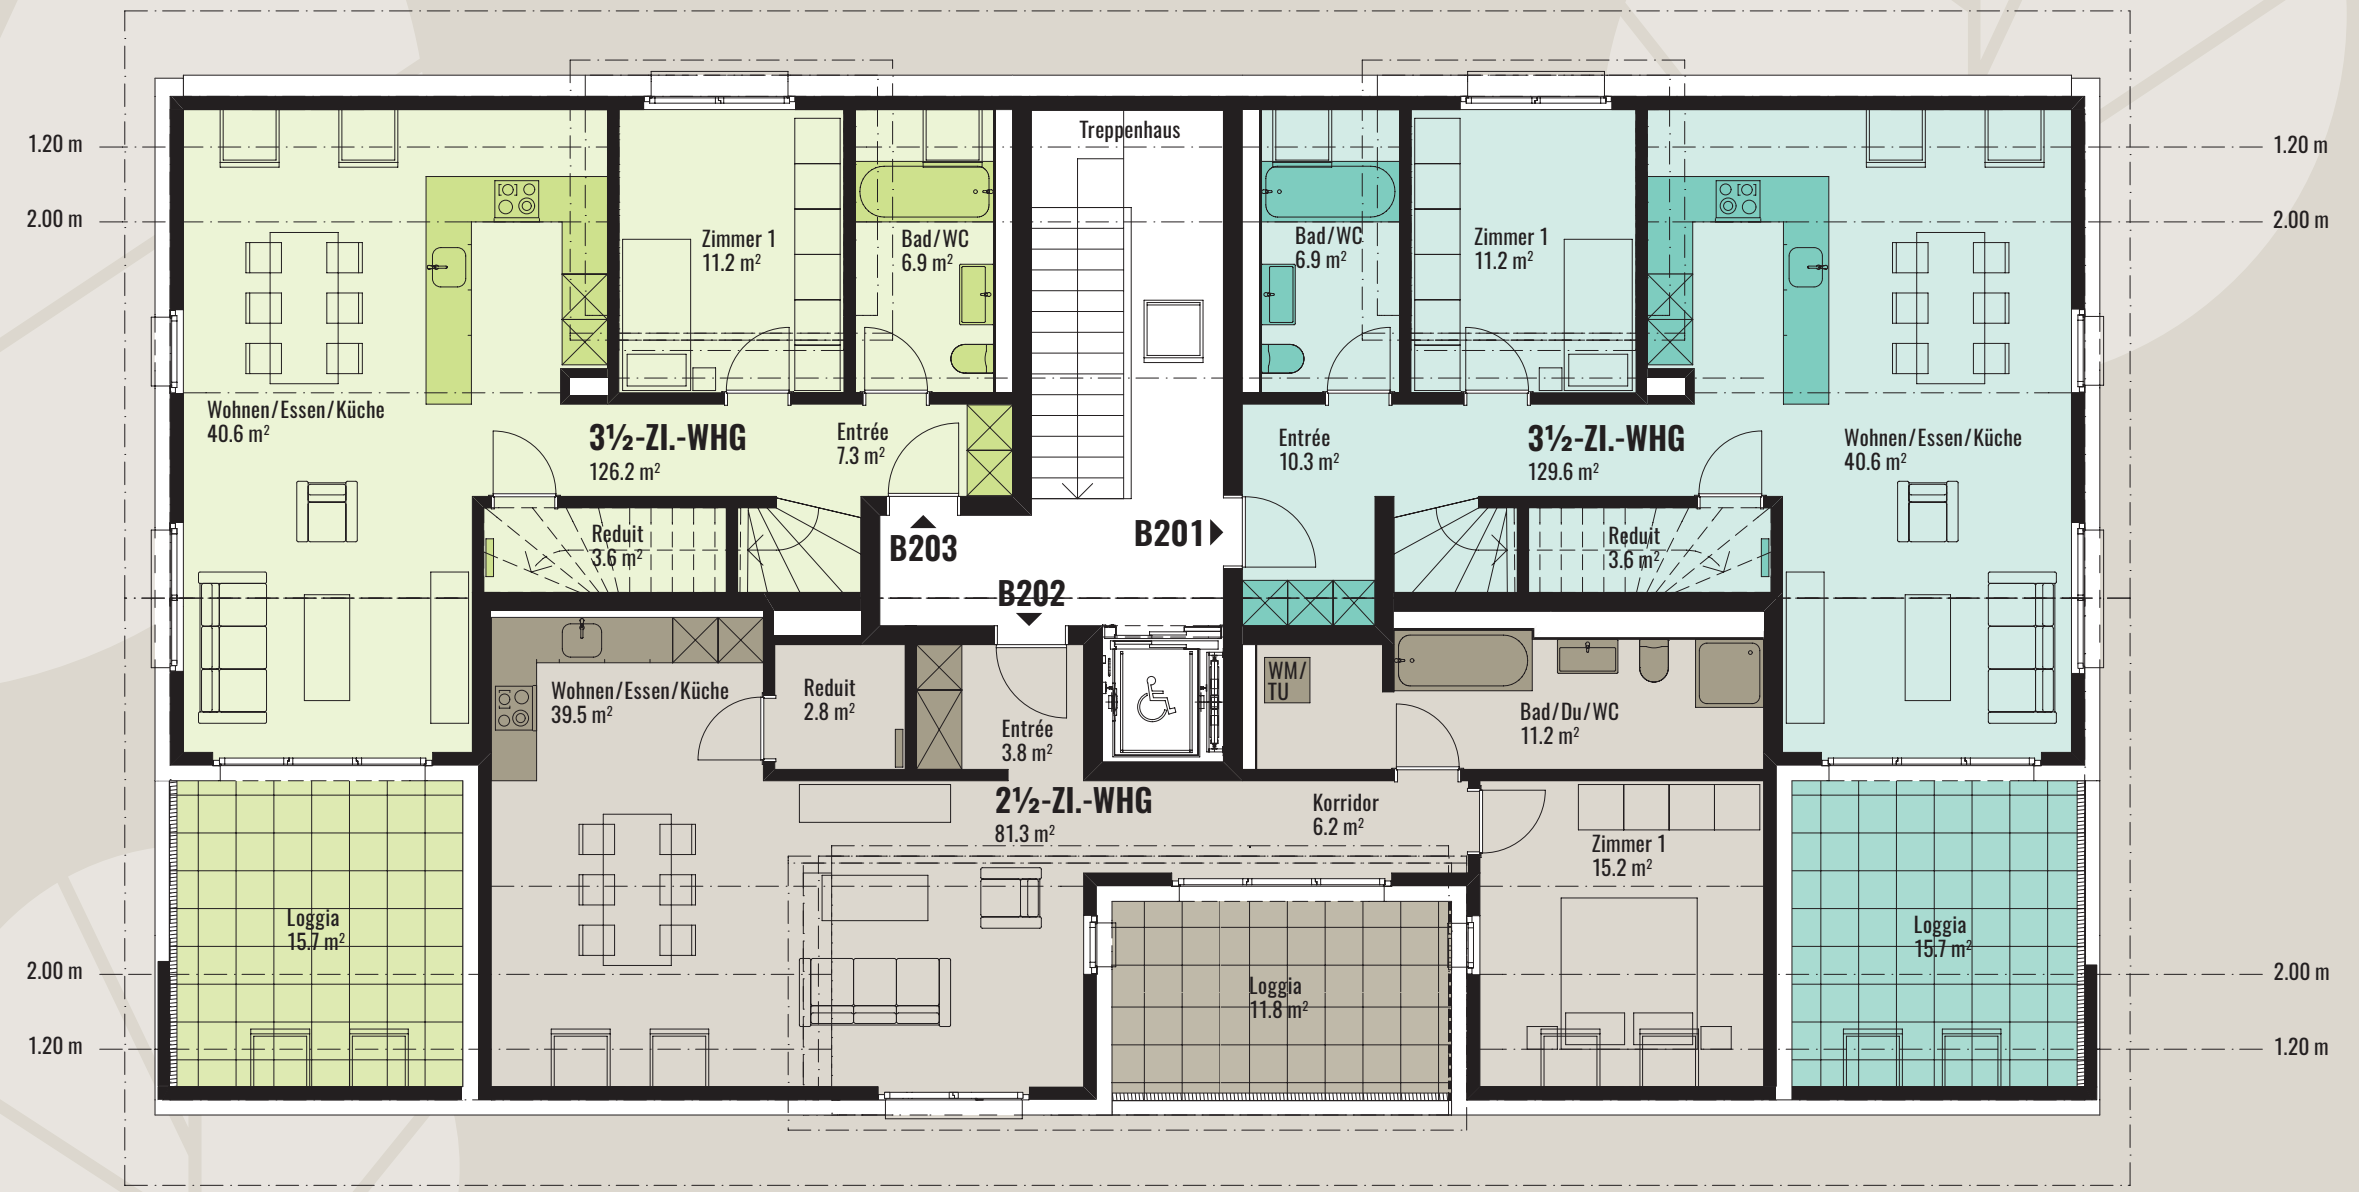 Treppenhaus
1.20 m
1.20 m
2.00 m
2.00 m
Zimmer 1
11.2 m²
Bad/WC
6.9 m²
Bad/WC
6.9 m²
Zimmer 1
11.2 m²
Wohnen/Essen/Küche
40.6 m²
3½-ZI.-WHG
126.2 m²
Entrée
7.3 m²
Entrée
10.3 m²
3½-ZI.-WHG
129.6 m²
Wohnen/Essen/Küche
40.6 m²
Reduit
3.6 m²
B203
B201
Reduit
3.6 m²
B202
Wohnen/Essen/Küche
39.5 m²
Reduit
2.8 m²
Entrée
3.8 m²
WM/
TU
Bad/Du/WC
11.2 m²
2½-ZI.-WHG
81.3 m²
Korridor
6.2 m²
Zimmer 1
15.2 m²
Loggia
15.7 m²
Loggia
11.8 m²
Loggia
15.7 m²
2.00 m
2.00 m
1.20 m
1.20 m